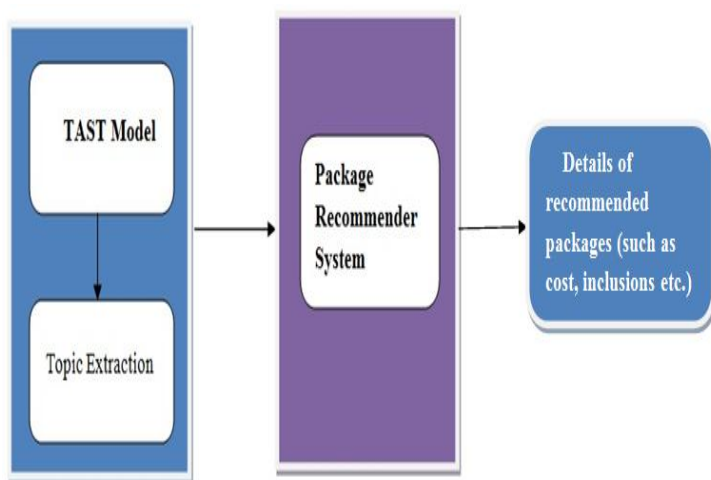 TAST Model
Topic Extraction
Package
Recommender
System
Details of
recommended
packages (such as
cost, inclusions etc.)